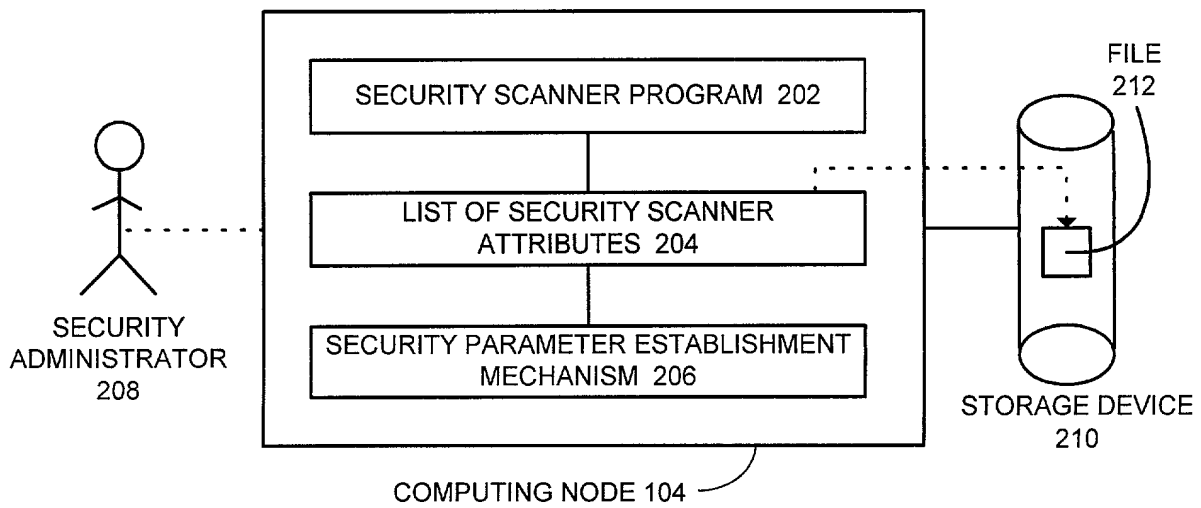 SECURITY SCANNER PROGRAM 202
FILE
212
LIST OF SECURITY SCANNER
ATTRIBUTES 204
SECURITY PARAMETER ESTABLISHMENT
MECHANISM 206
SECURITY
ADMINISTRATOR
208
STORAGE DEVICE
210
COMPUTING NODE 104